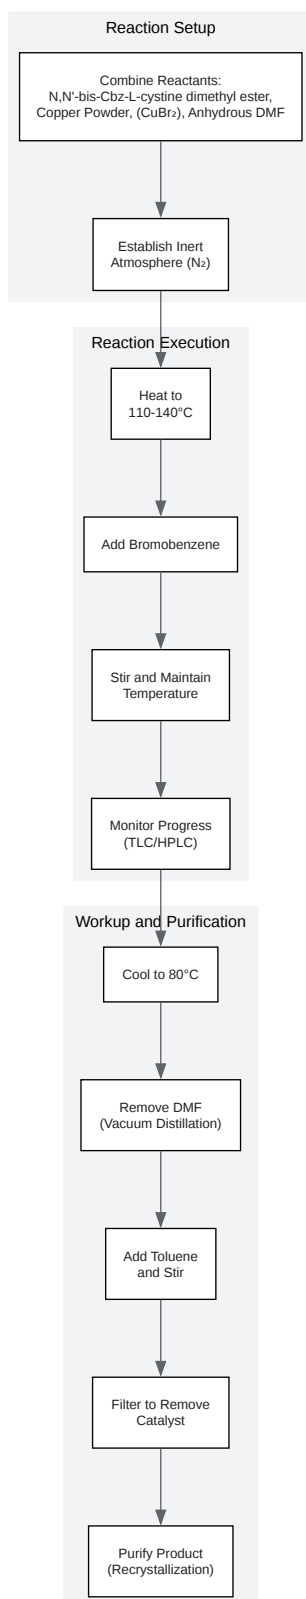 Reaction Setup
Combine Reactants:
N,N'-bis-Cbz-L-cystine dimethyl ester,
Copper Powder, (CuBr₂), Anhydrous DMF
Establish Inert
Atmosphere (N₂)
Reaction Execution
Heat to
110-140°C
Add Bromobenzene
Stir and Maintain
Temperature
Monitor Progress
(TLC/HPLC)
Workup and Purification
Cool to 80°C
Remove DMF
(Vacuum Distillation)
Add Toluene
and Stir
Filter to Remove
Catalyst
Purify Product
(Recrystallization)